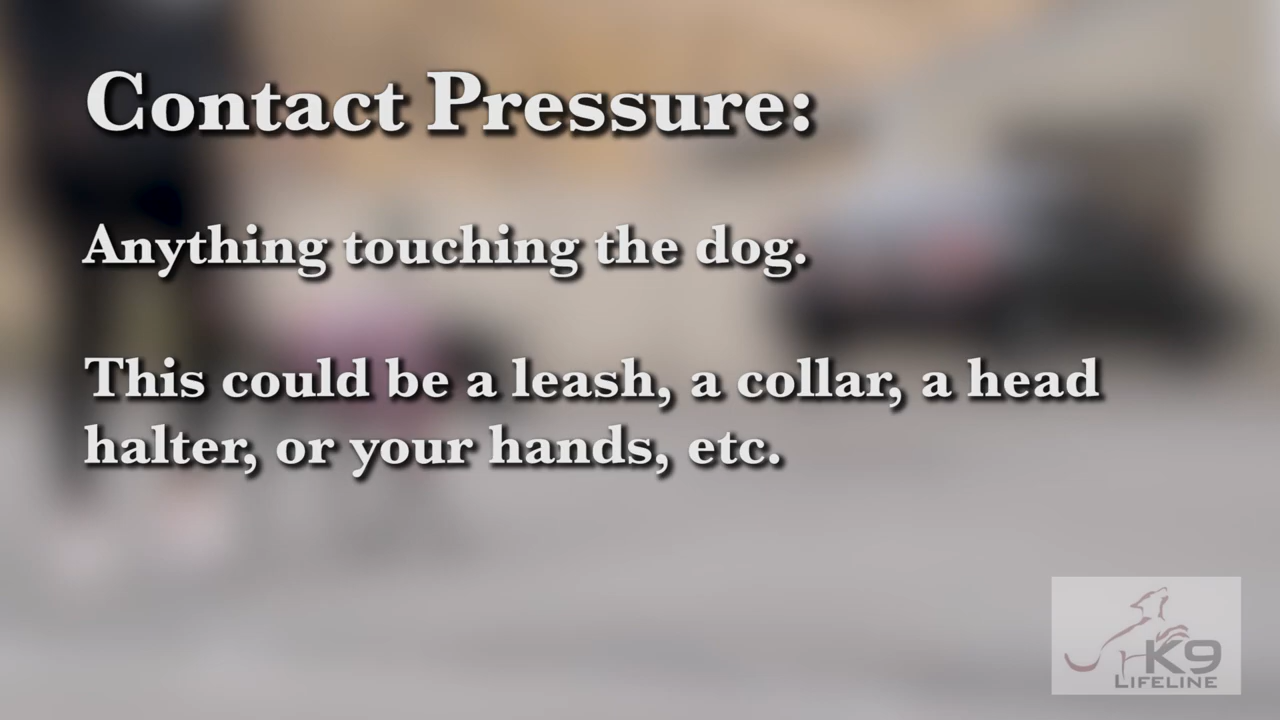 Contact Pressure:
Anything touching the dog.
This could be a leash, a collar, a head
halter, or your hands, etc.
K9
LIFELINE